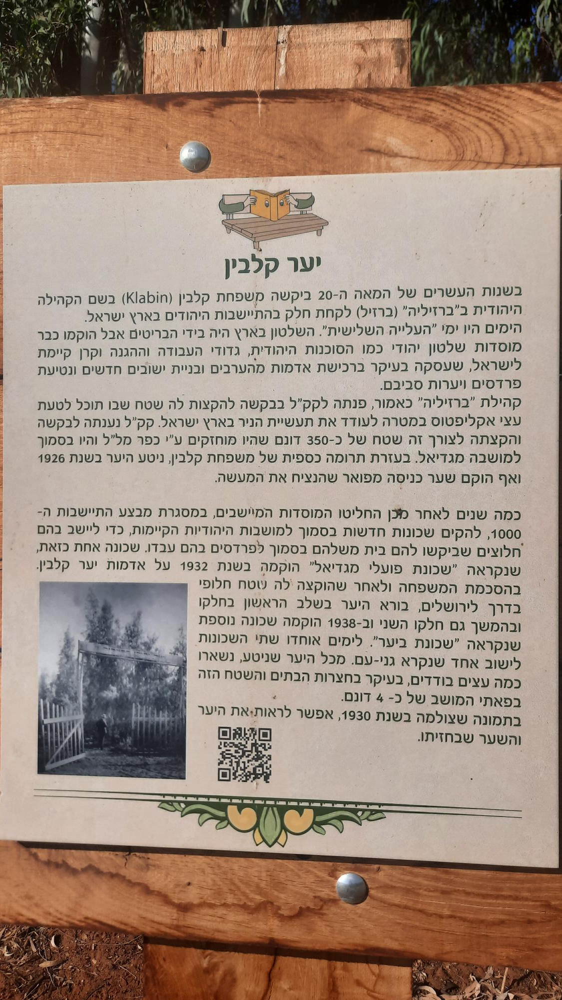 יער קלבין
בשנות העשרים של המאה ה-20 ביקשה משפחת קלבין (Klabin) בשם הקהילה
היהודית ב"ברזיליה" (ברזיל) לקחת חלק בהתיישבות היהודים בארץ ישראל.
הימים היו ימי "העלייה השלישית". השלטון בארץ היה בידי הבריטים אבל הוקמו כבר
מוסדות שלטון יהודי כמו הסוכנות היהודית, גדודי העבודה וההגנה וקרן קיימת
לישראל, שעסקה בעיקר ברכישת אדמות מהערבים ובניית ישובים חדשים ונטיעת
פרדסים ויערות סביבם.
קהילת "ברזיליה" כאמור, פנתה לקק"ל בבקשה להקצות לה שטח שבו תוכל לטעת
עצי אקליפטוס במטרה לעודד את תעשיית הניר בארץ ישראל. קק"ל נענתה לבקשה
והקצתה לצורך זה שטח של כ-350 דונם שהיו מוחזקים ע"י כפר מל"ל והיו בסמוך
למושבה מגדיאל. בעזרת תרומה כספית של משפחת קלבין, ניטע היער בשנת 1926
ואף הוקם שער כניסה מפואר שהנציח את המעשה.
כמה שנים לאחר מכן החליטו המוסדות המיישבים, במסגרת מבצע התיישבות ה-
1000, להקים שכונות חדשות בסמוך למושבות היהודיות הקיימות, כדי ליישב בהם
חלוצים שביקשו להם בית משלהם בסמוך לפרדסים בהם עבדו. שכונה אחת כזאת,
שנקראה "שכונת פועלי מגדיאל" הוקמה בשנת 1932 על אדמות יער קלבין.
בהסכמת המשפחה ולאחר שהוקצה לה שטח חלופי
בדרך לירושלים, בורא היער בשלב הראשון בחלקו
ובהמשך גם חלקו השני וב-1938 הוקמה שכונה נוספת
שנקראה "שכונת ביער". לימים אוחדו שתי השכונות
לישוב אחד שנקרא גני-עם. מכל היער שניטע, נשארו
כמה עצים בודדים, בעיקר בחצרות הבתים והשטח הזה
בפאתי המושב של כ- 4 דונם.
בתמונה שצולמה בשנת 1930, אפשר לראות את היער
והשער שבחזיתו.